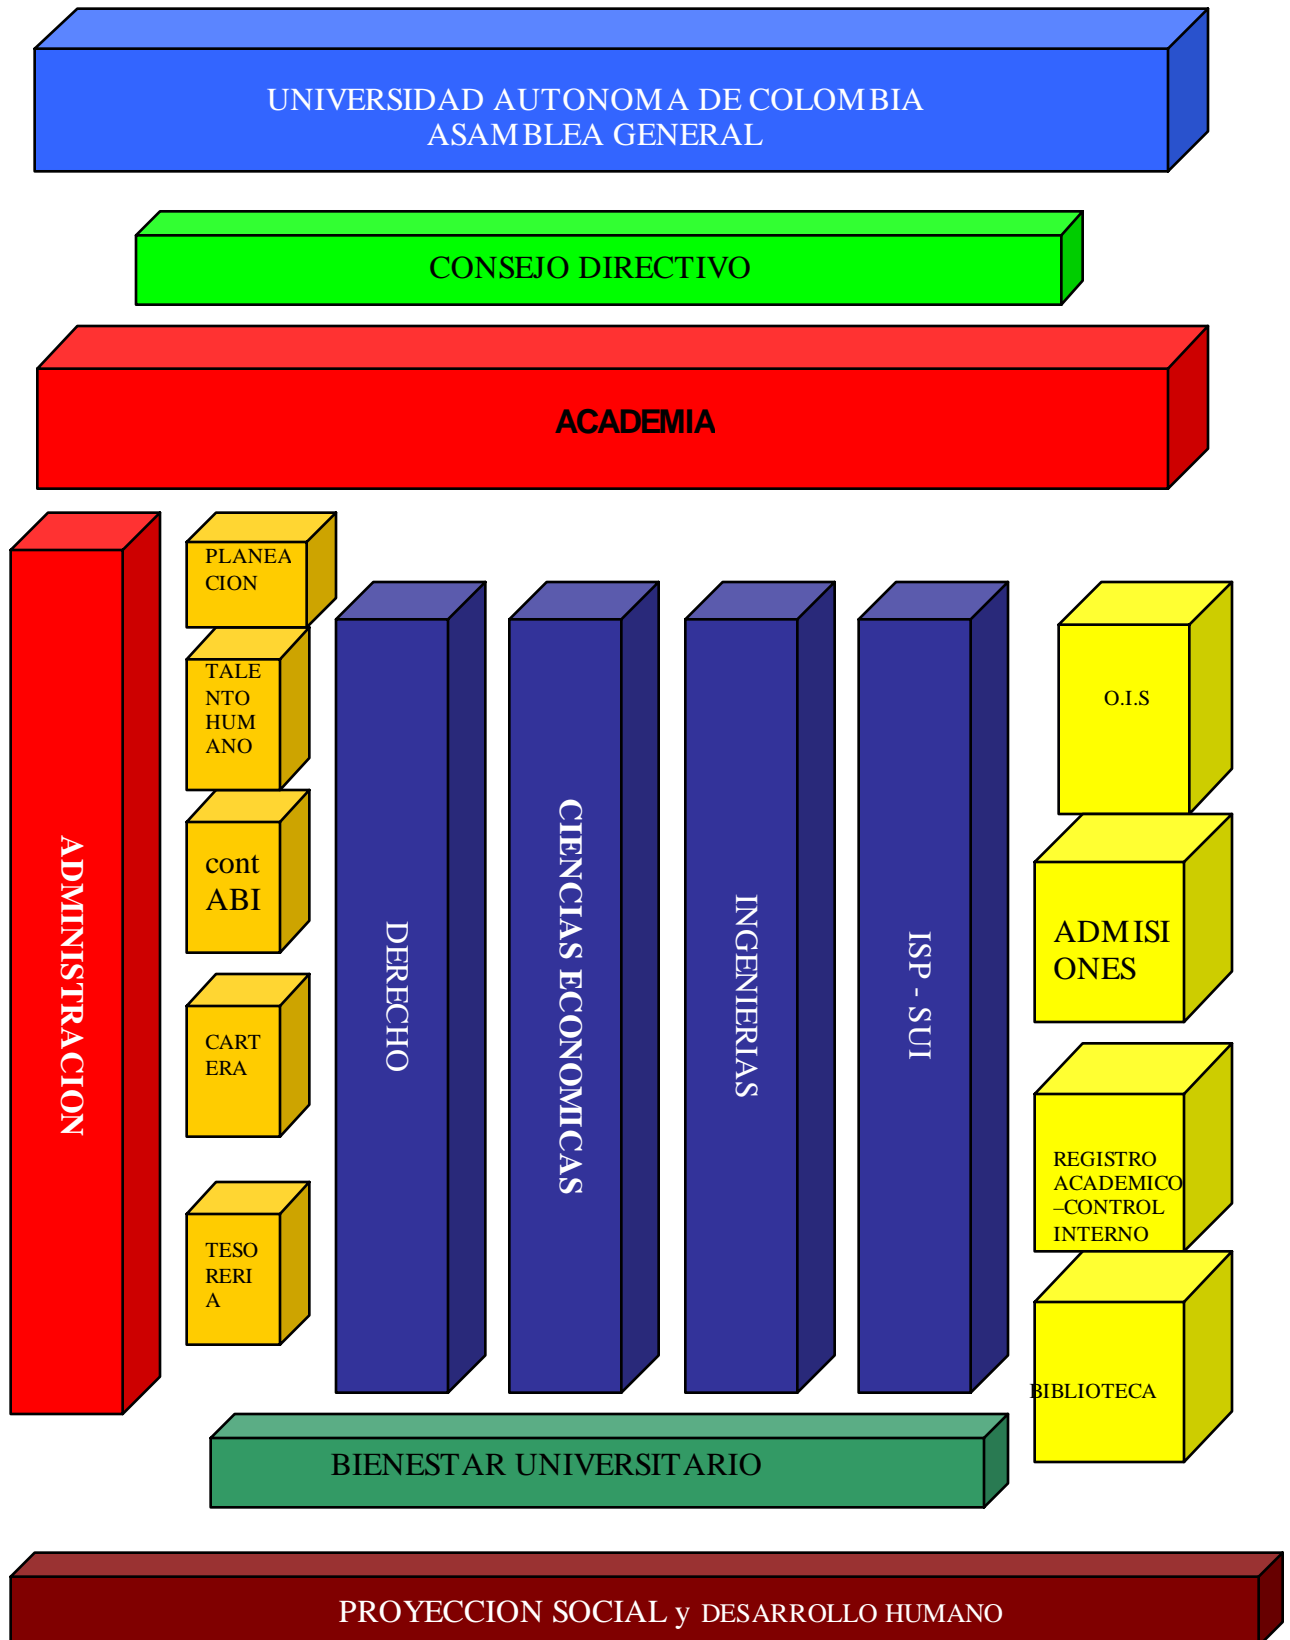 UNIVERSIDAD AUTONOMA DE COLOMBIA
ASAMBLEA GENERAL
CONSEJO DIRECTIVO
ACADEMIA
ADMINISTRACION
PLANEA
CION
TALE
NTO
HUM
ANO
cont
ABI
CART
ERA
TESO
RERI
A
DERECHO
CIENCIAS ECONOMICAS
INGENIERIAS
ISP - SUI
O.I.S
ADMISI
ONES
REGISTRO
ACADEMICO
–CONTROL
INTERNO
BIBLIOTECA
BIENESTAR UNIVERSITARIO
PROYECCION SOCIAL y DESARROLLO HUMANO